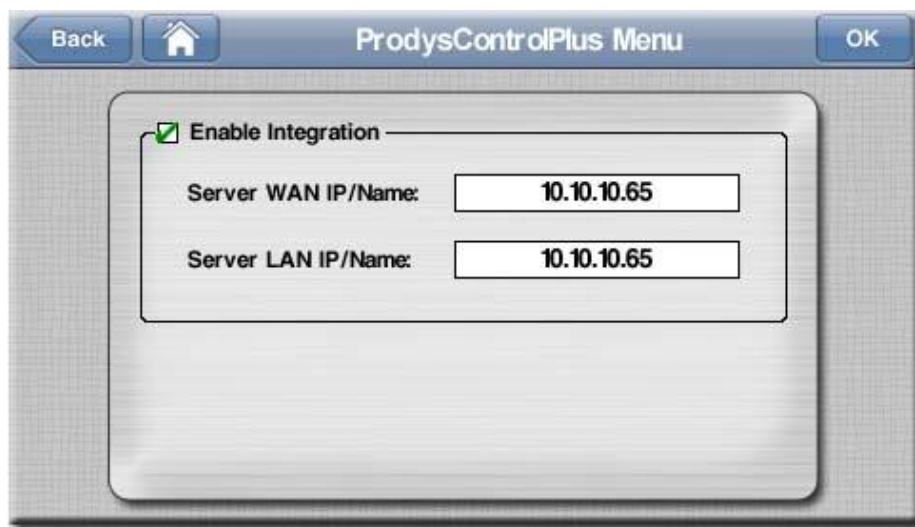 Back
ProdysControlPlus Menu
OK
Enable Integration
Server WAN IP/Name: 10.10.10.65
Server LAN IP/Name: 10.10.10.65